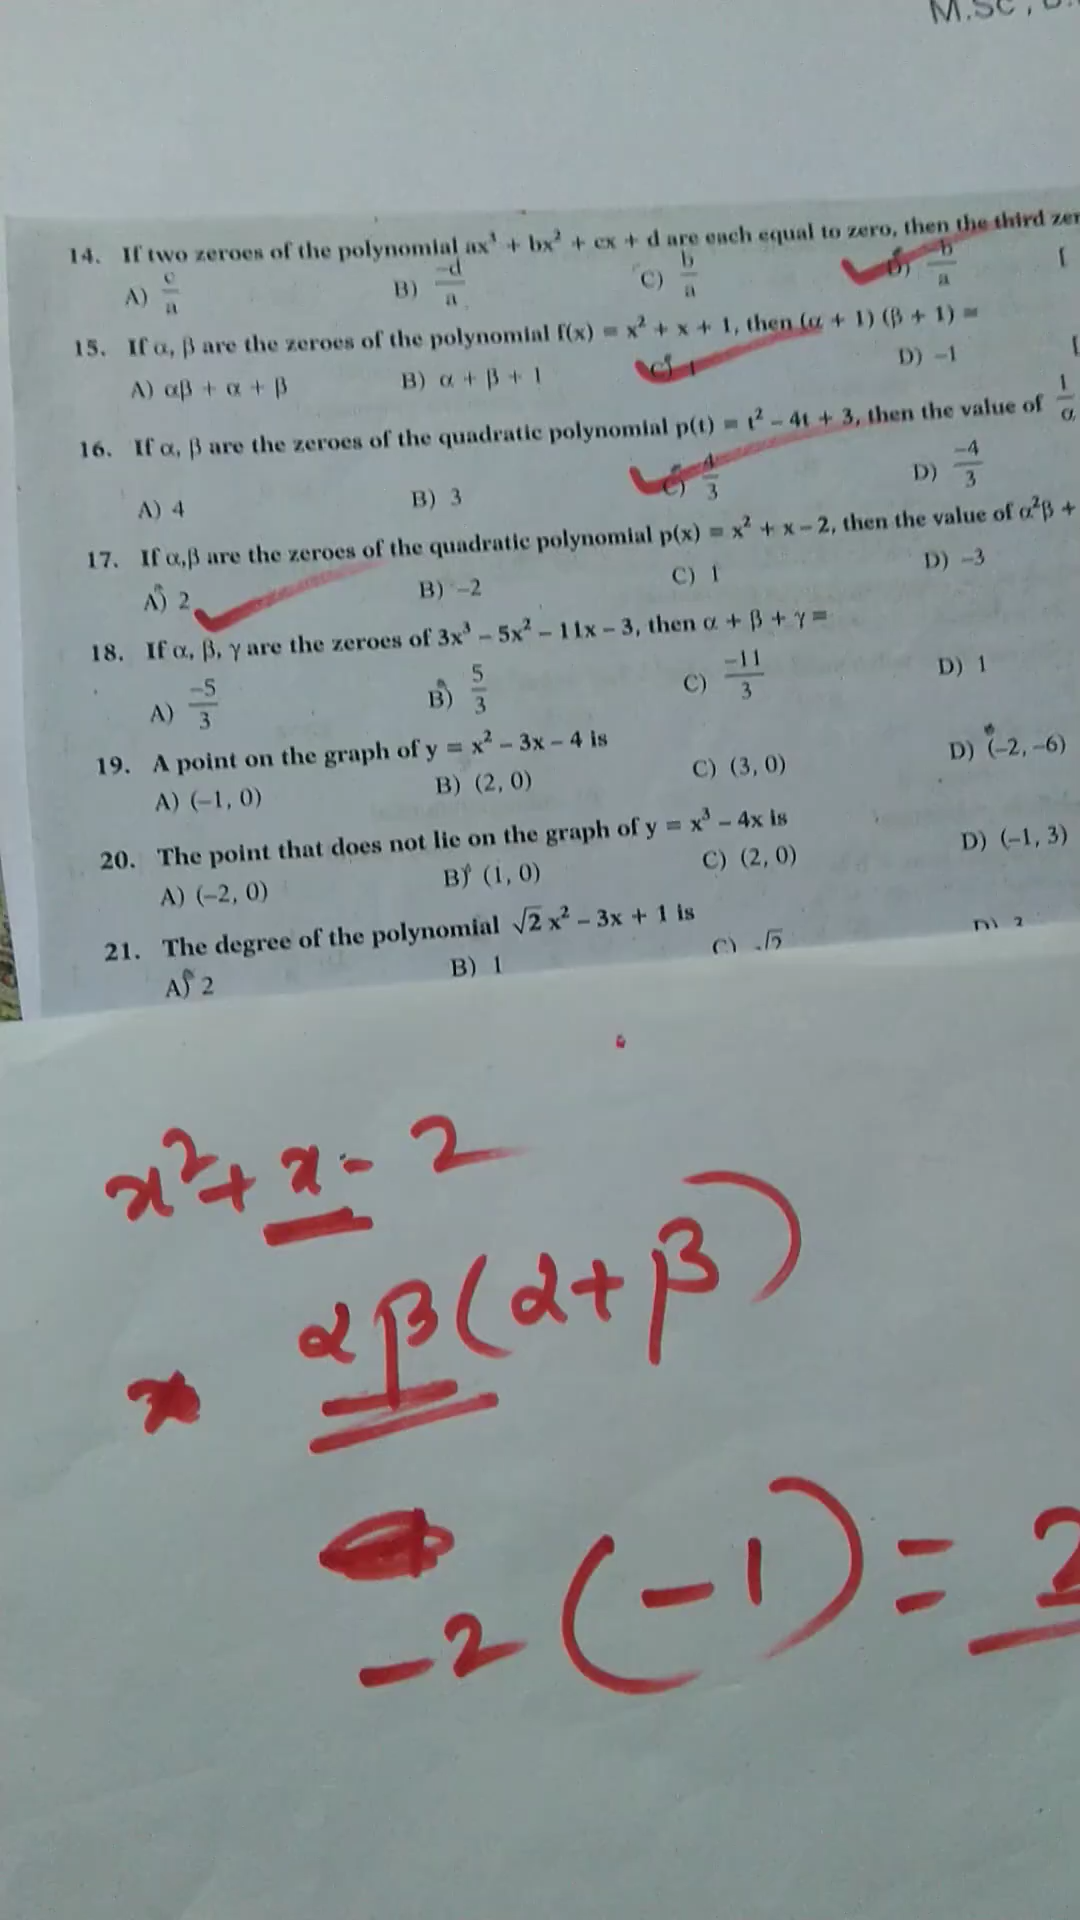 M.Sc
14. If two zeroes of the polynomial ax³ + bx² + cx + d are each equal to zero, then the third
A) c/a B) -d/a C) b/a D) -b/a [
15. If α, β are the zeroes of the polynomial f(x) = x² + x + 1, then (α + 1) (β + 1) =
A) αβ + α + β B) α + β + 1 C) 1 D) –1 [
16. If α, β are the zeroes of the quadratic polynomial p(t) = t² – 4t + 3, then the value of 1/α
A) 4 B) 3 C) 4/3 D) -4/3
17. If α,β are the zeroes of the quadratic polynomial p(x) = x² + x – 2, then the value of α²β +
A) 2 B) –2 C) 1 D) –3
18. If α, β, γ are the zeroes of 3x³ – 5x² – 11x – 3, then α + β + γ =
A) -5/3 B) 5/3 C) -11/3 D) 1
19. A point on the graph of y = x² – 3x – 4 is
A) (–1, 0) B) (2, 0) C) (3, 0) D) (–2, –6)
20. The point that does not lie on the graph of y = x³ – 4x is
A) (–2, 0) B) (1, 0) C) (2, 0) D) (–1, 3)
21. The degree of the polynomial √2 x² – 3x + 1 is
A) 2 B) 1 C) √2
x² + x - 2
αβ(α+β)
-2 (-1) = 2